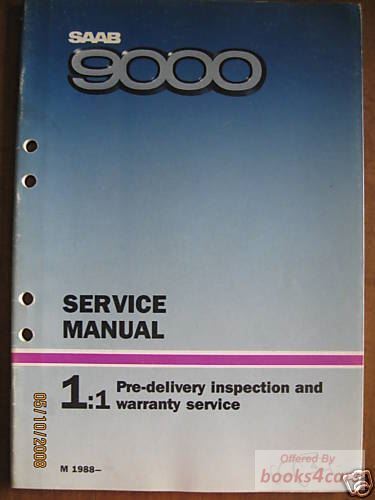 SAAB
9000
SERVICE
MANUAL
1:1 Pre-delivery inspection and
warranty service
M 1988–
05/10/2008
Offered By
books4cars